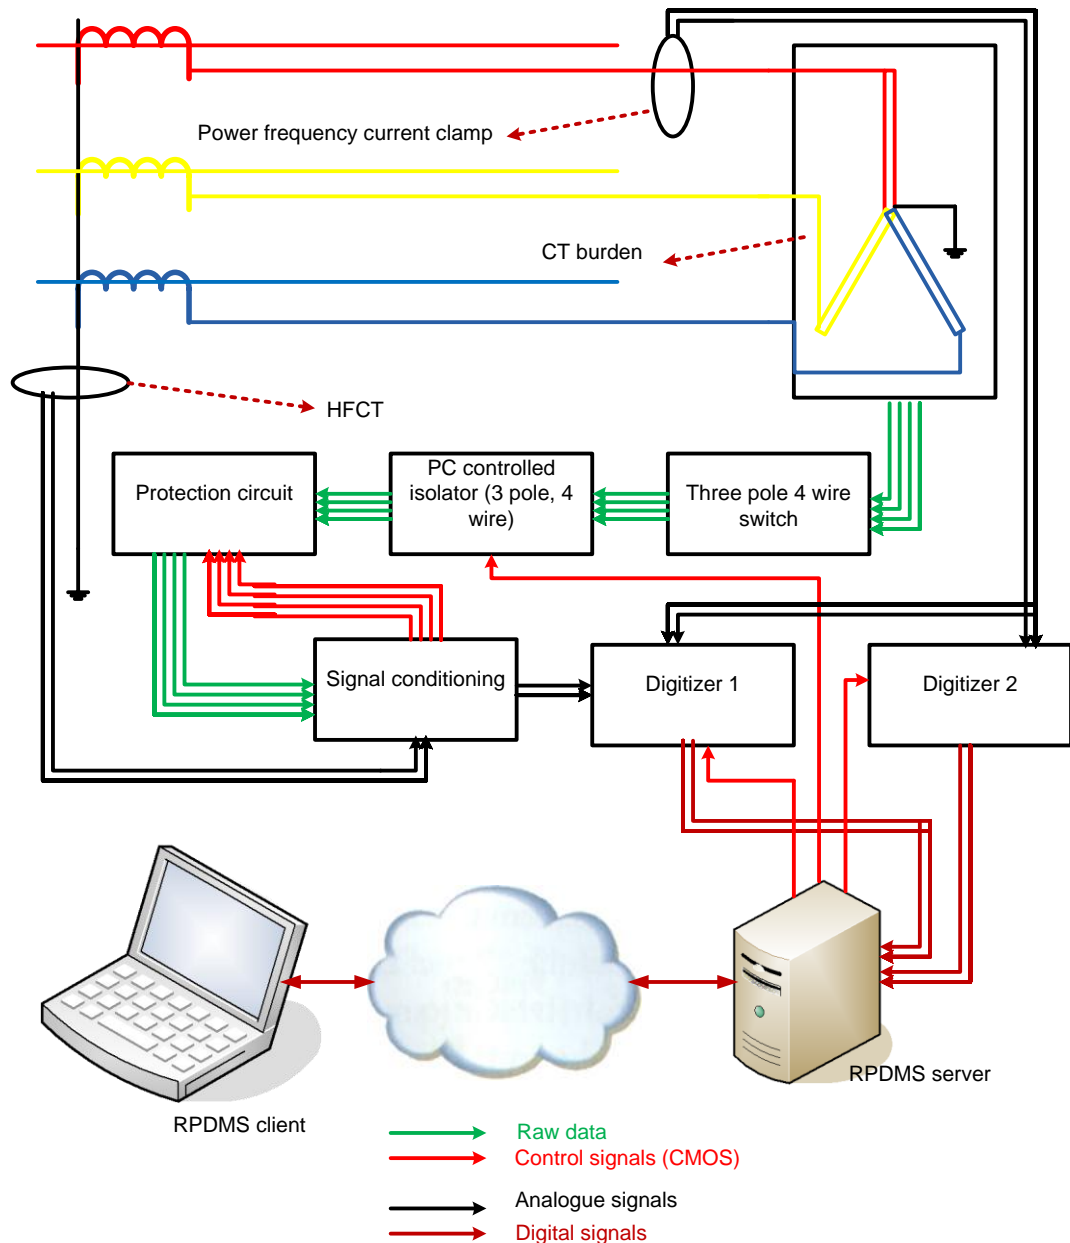 Power frequency current clamp
CT burden
HFCT
Protection circuit
PC controlled
isolator (3 pole, 4
wire)
Three pole 4 wire
switch
Signal conditioning
Digitizer 1
Digitizer 2
RPDMS server
RPDMS client
Raw data
Control signals (CMOS)
Analogue signals
Digital signals